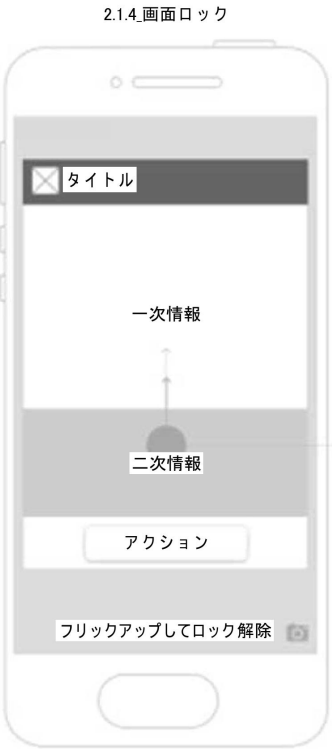 2.1.4_画面ロック
タイトル
一次情報
二次情報
アクション
フリックアップしてロック解除